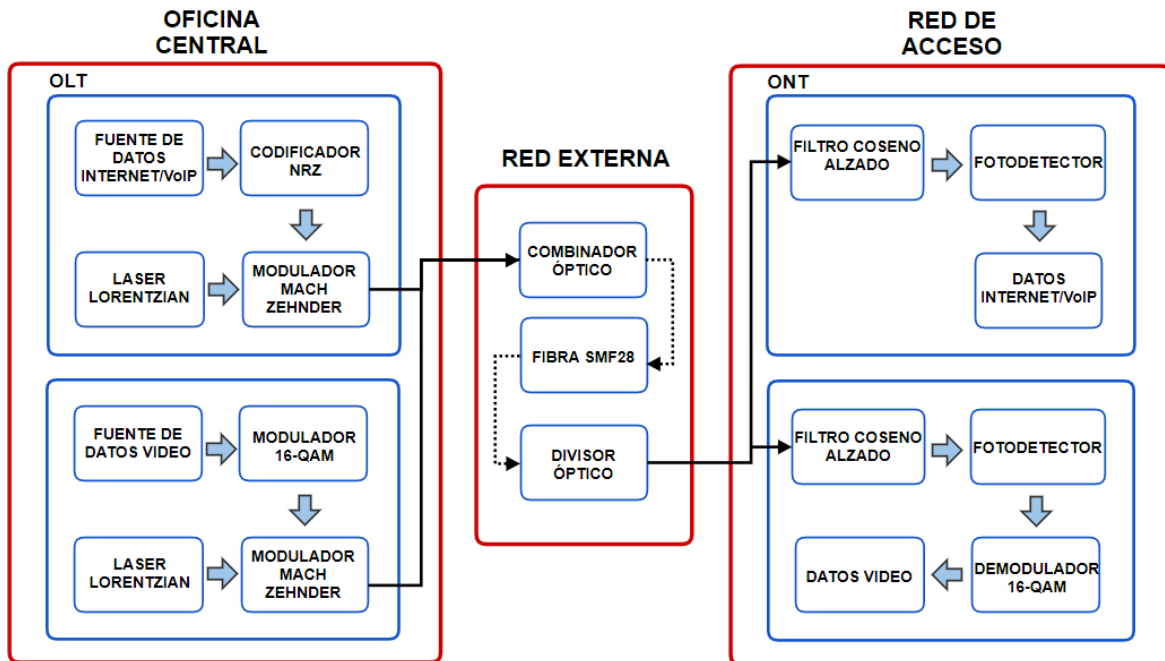 OFICINA
CENTRAL
OLT
FUENTE DE
DATOS
INTERNET/VoIP
CODIFICADOR
NRZ
LASER
LORENTZIAN
MODULADOR
MACH
ZEHNDER
FUENTE DE
DATOS VIDEO
MODULADOR
16-QAM
LASER
LORENTZIAN
MODULADOR
MACH
ZEHNDER
RED EXTERNA
COMBINADOR
ÓPTICO
FIBRA SMF28
DIVISOR
ÓPTICO
RED DE
ACCESO
ONT
FILTRO COSENO
ALZADO
FOTODETECTOR
DATOS
INTERNET/VoIP
FILTRO COSENO
ALZADO
FOTODETECTOR
DATOS VIDEO
DEMODULADOR
16-QAM